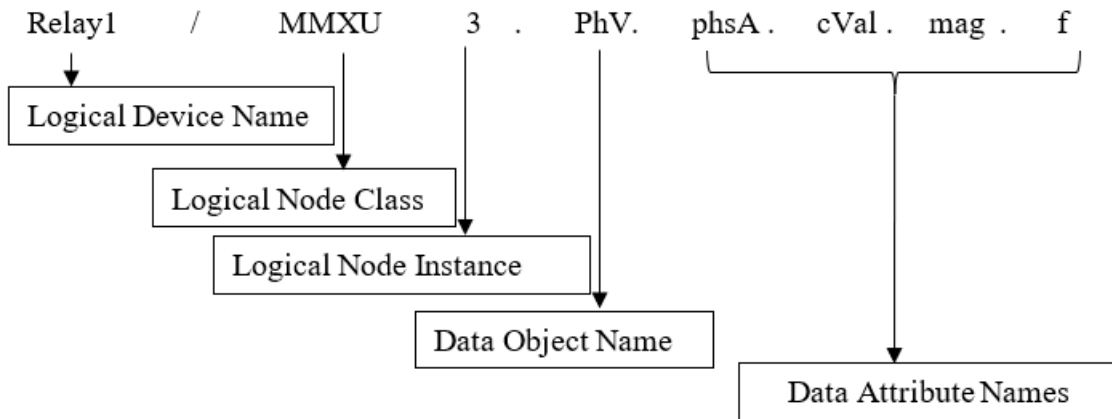 Relay1 / MMXU 3 . PhV. phsA . cVal . mag . f
Logical Device Name
Logical Node Class
Logical Node Instance
Data Object Name
Data Attribute Names